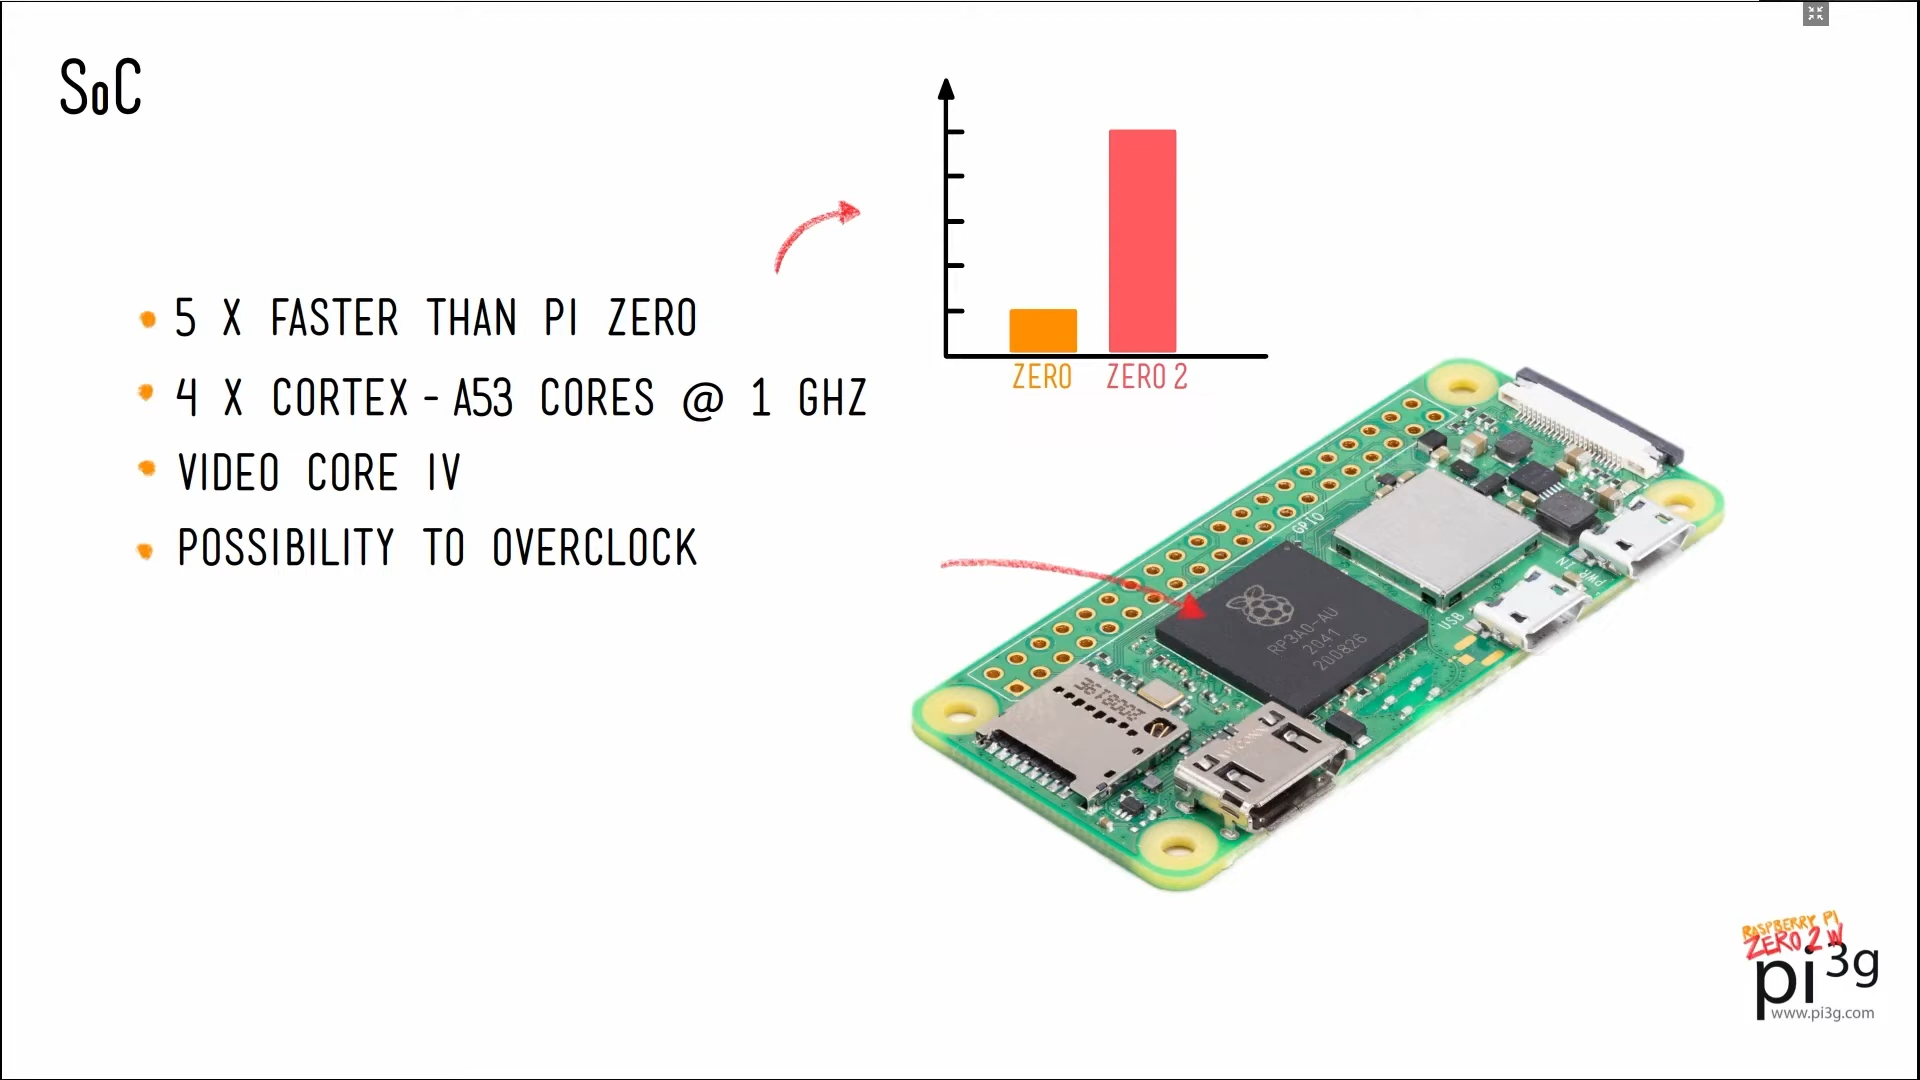 SoC
5 X FASTER THAN PI ZERO
4 X CORTEX-A53 CORES @ 1 GHZ
VIDEO CORE IV
POSSIBILITY TO OVERCLOCK
ZERO
ZERO 2
GPIO
PWR IN
USB
RP3A0-AU
2041
200826
RASPBERRY PI
ZERO 2 W
pi3g
www.pi3g.com